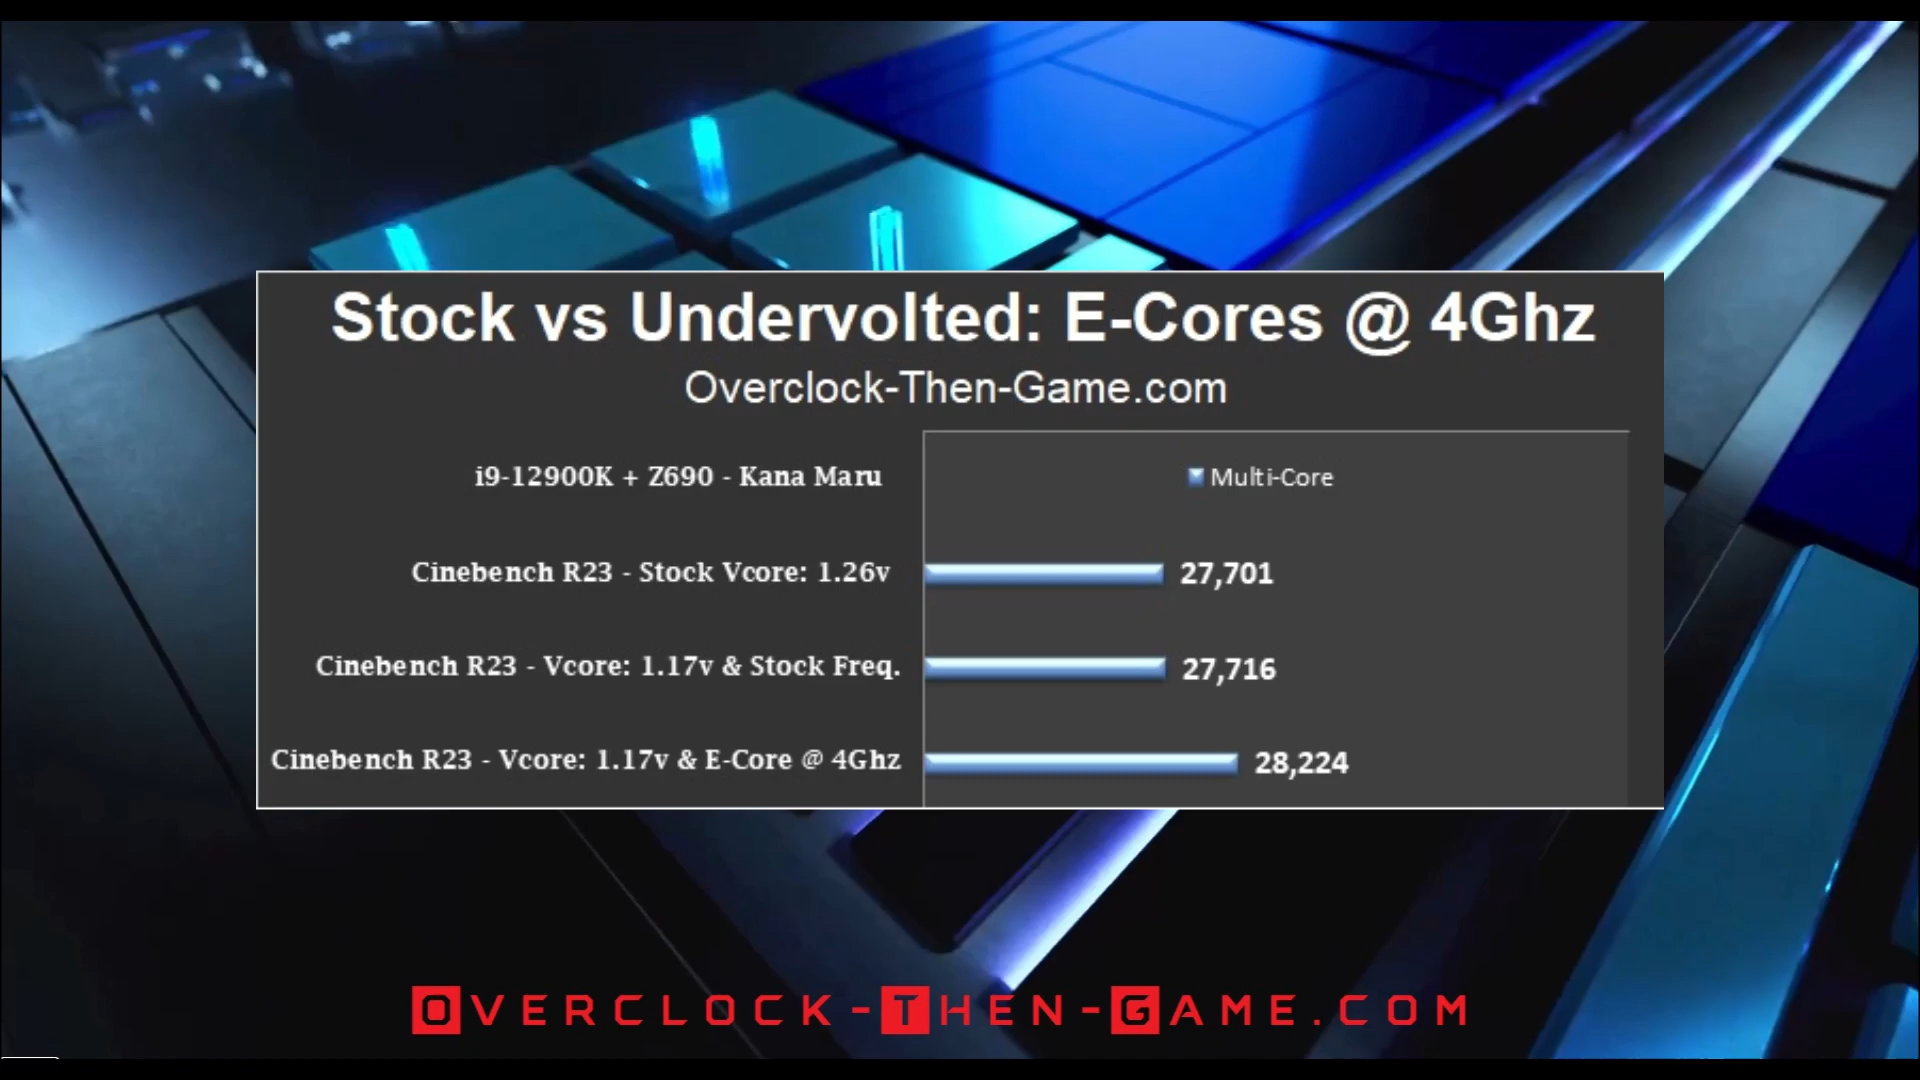 Stock vs Undervolted: E-Cores @ 4Ghz
Overclock-Then-Game.com
i9-12900K + Z690 - Kana Maru
Multi-Core
Cinebench R23 - Stock Vcore: 1.26v 27,701
Cinebench R23 - Vcore: 1.17v & Stock Freq. 27,716
Cinebench R23 - Vcore: 1.17v & E-Core @ 4Ghz 28,224
OVERCLOCK-THEN-GAME.COM